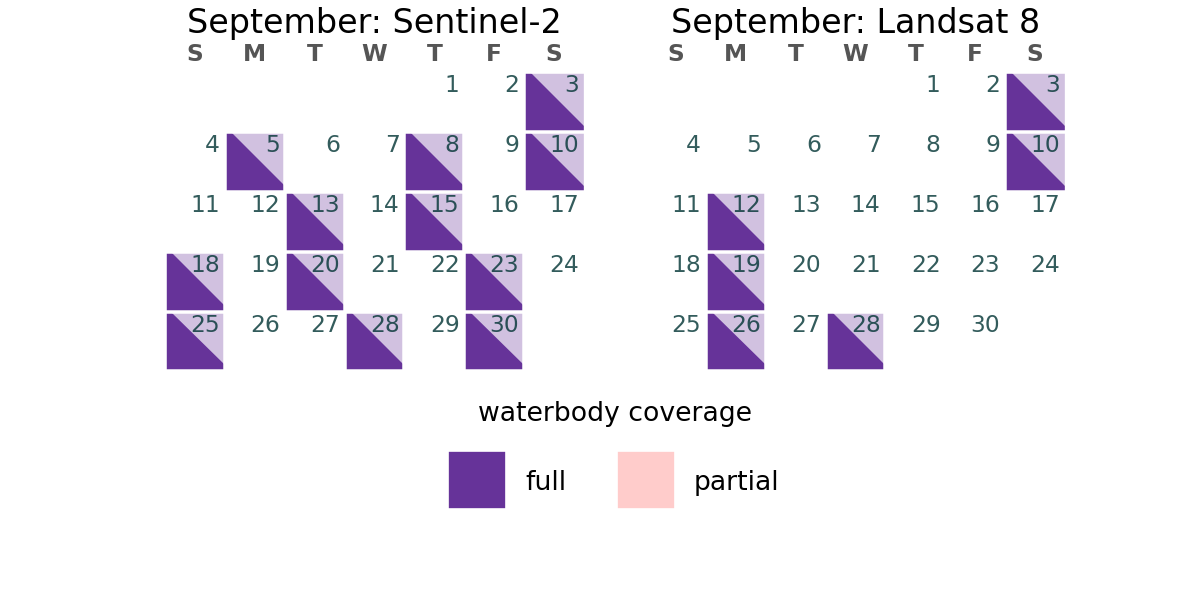 September: Sentinel-2
S M T W T F S
1 2 3
4 5 6 7 8 9 10
11 12 13 14 15 16 17
18 19 20 21 22 23 24
25 26 27 28 29 30
September: Landsat 8
S M T W T F S
1 2 3
4 5 6 7 8 9 10
11 12 13 14 15 16 17
18 19 20 21 22 23 24
25 26 27 28 29 30
waterbody coverage
full partial